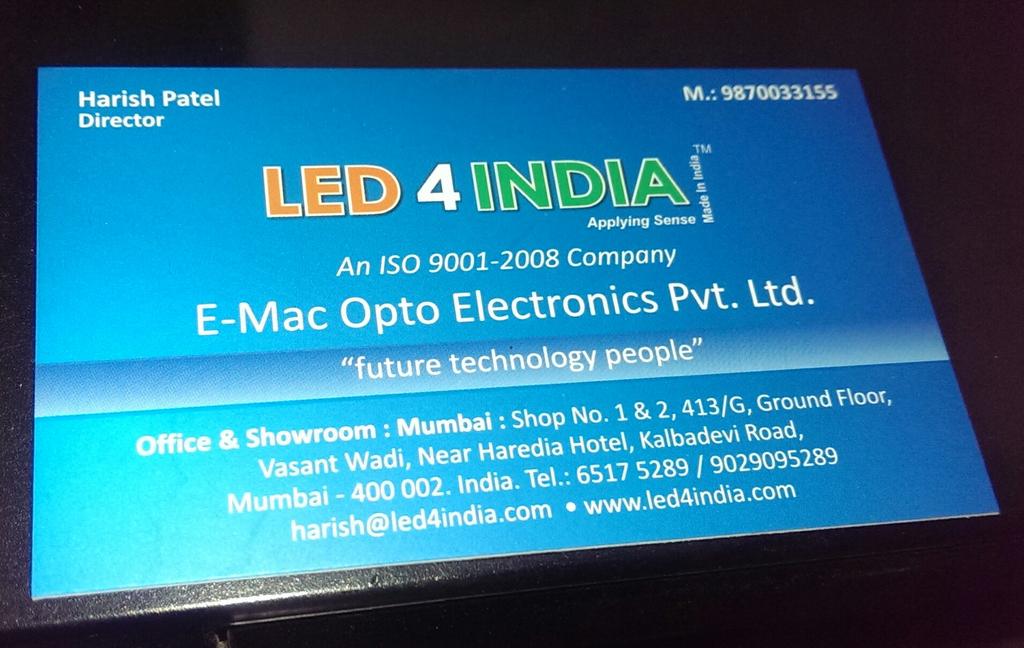 Harish Patel
Director
M.: 9870033155
LED 4 INDIA TM
Made In India
Applying Sense
An ISO 9001-2008 Company
E-Mac Opto Electronics Pvt. Ltd.
“future technology people”
Office & Showroom : Mumbai : Shop No. 1 & 2, 413/G, Ground Floor,
Vasant Wadi, Near Haredia Hotel, Kalbadevi Road,
Mumbai - 400 002. India. Tel.: 6517 5289 / 9029095289
harish@led4india.com • www.led4india.com